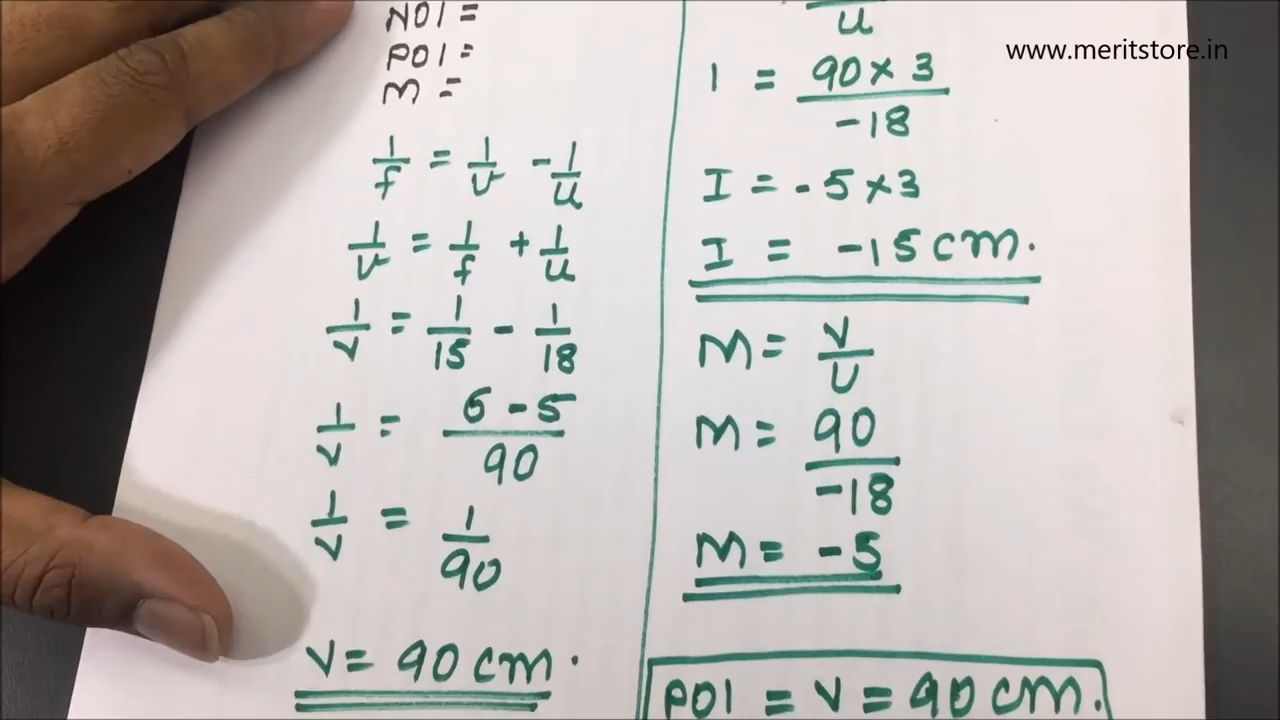 NOI =
POI =
M =
1/f = 1/v - 1/u
1/v = 1/f + 1/u
1/v = 1/15 - 1/18
1/v = 6 - 5 / 90
1/v = 1/90
V = 90 cm.
u
www.meritstore.in
I = 90 × 3 / -18
I = - 5 × 3
I = -15 cm.
M = V/U
M = 90 / -18
M = -5
POI = V = 90 cm.